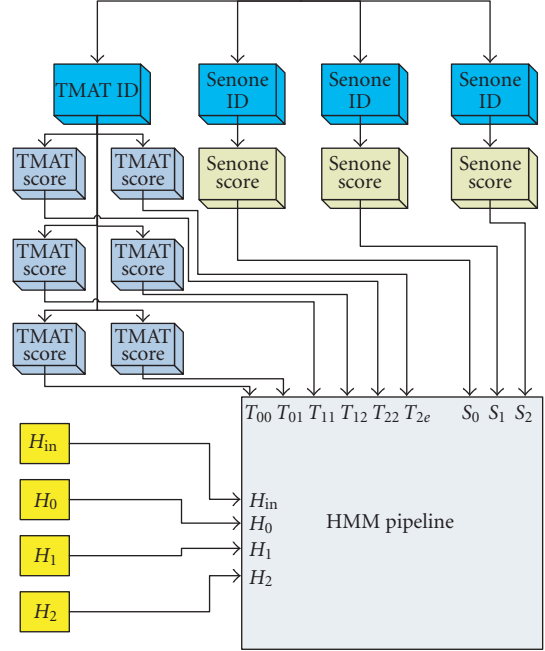 TMAT ID
Senone
ID
Senone
ID
Senone
ID
TMAT
score
TMAT
score
Senone
score
Senone
score
Senone
score
TMAT
score
TMAT
score
TMAT
score
TMAT
score
T00 T01 T11 T12 T22 T2e S0 S1 S2
Hin
H0
H1
H2
Hin
H0
H1
H2
HMM pipeline